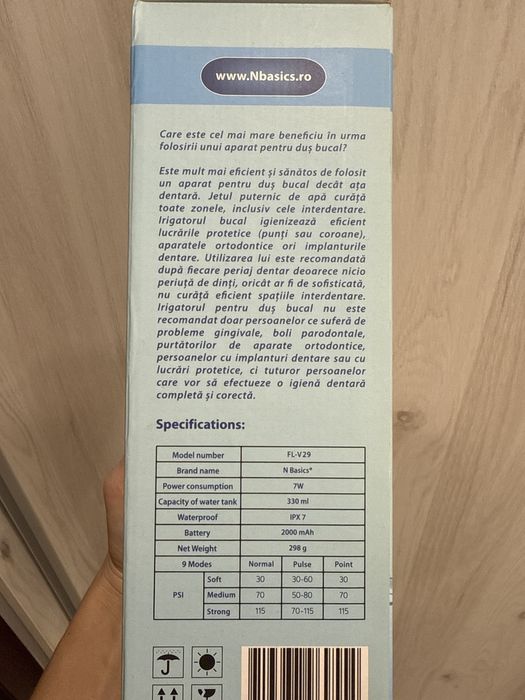 www.Nbasics.ro
Care este cel mai mare beneficiu în urma
folosirii unui aparat pentru duș bucal?
Este mult mai eficient și sănătos de folosit
un aparat pentru duș bucal decât ața
dentară. Jetul puternic de apă curăță
toate zonele, inclusiv cele interdentare.
Irigatorul bucal igienizează eficient
lucrările protetice (punți sau coroane),
aparatele ortodontice ori implanturile
dentare. Utilizarea lui este recomandată
după fiecare periaj dentar deoarece nicio
periuță de dinți, oricât ar fi de sofisticată,
nu curăță eficient spațiile interdentare.
Irigatorul pentru duș bucal nu este
recomandat doar persoanelor ce suferă de
probleme gingivale, boli parodontale,
purtătorilor de aparate ortodontice,
persoanelor cu implanturi dentare sau cu
lucrări protetice, ci tuturor persoanelor
care vor să efectueze o igienă dentară
completă și corectă.
Specifications:
Model number FL-V29
Brand name N Basics®
Power consumption 7W
Capacity of water tank 330 ml
Waterproof IPX 7
Battery 2000 mAh
Net Weight 298 g
9 Modes Normal Pulse Point
PSI Soft 30 30-60 30
Medium 70 50-80 70
Strong 115 70-115 115